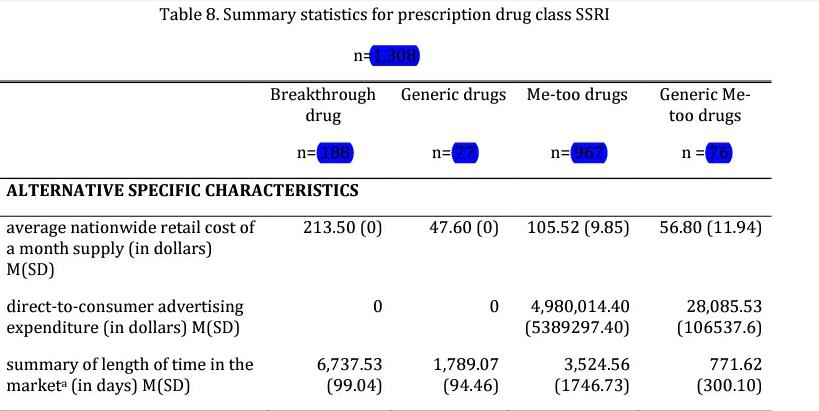 Table 8. Summary statistics for prescription drug class SSRI
n=1,308
Breakthrough drug Generic drugs Me-too drugs Generic Me-too drugs
n=188 n=77 n=967 n =76
ALTERNATIVE SPECIFIC CHARACTERISTICS
average nationwide retail cost of 213.50 (0) 47.60 (0) 105.52 (9.85) 56.80 (11.94)
a month supply (in dollars)
M(SD)
direct-to-consumer advertising 0 0 4,980,014.40 28,085.53
expenditure (in dollars) M(SD) (5389297.40) (106537.6)
summary of length of time in the 6,737.53 1,789.07 3,524.56 771.62
marketª (in days) M(SD) (99.04) (94.46) (1746.73) (300.10)